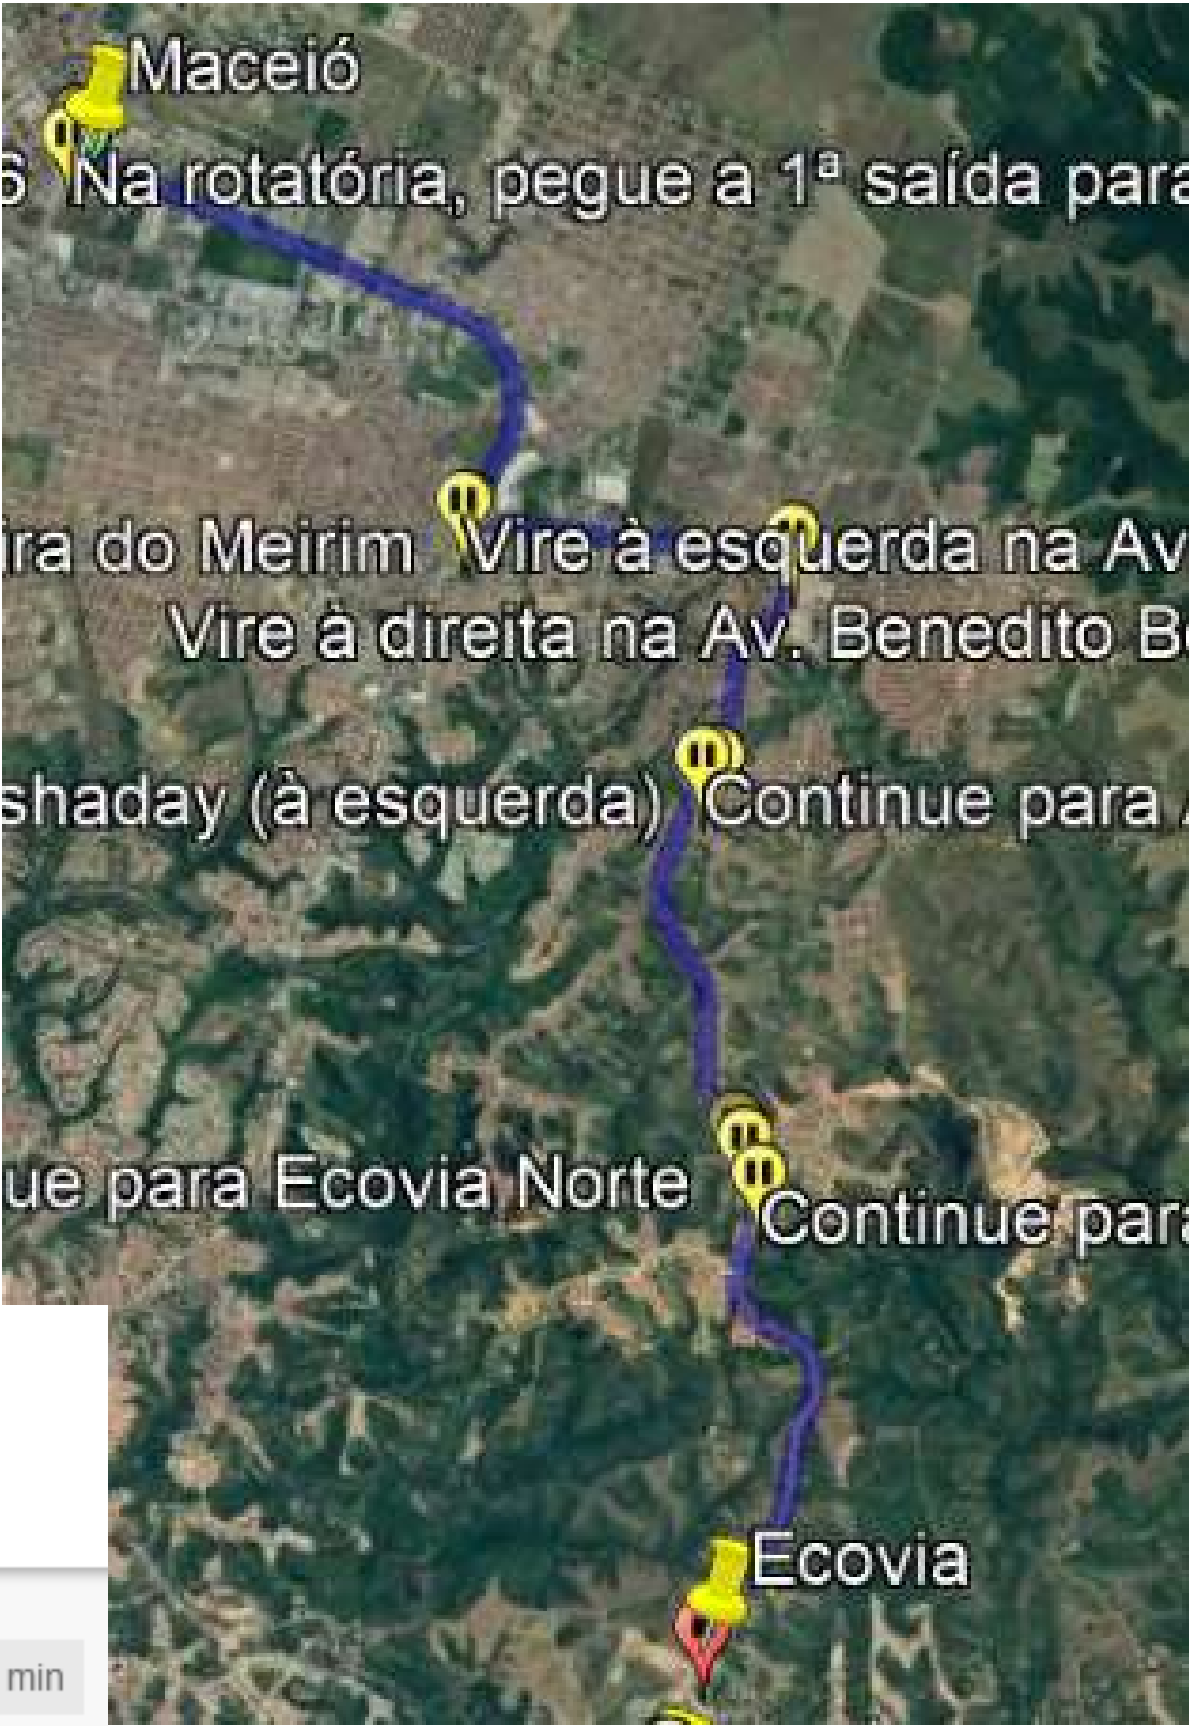 Maceió
6 Na rotatória, pegue a 1ª saída para
ira do Meirim Vire à esquerda na Av
Vire à direita na Av. Benedito Be
shaday (à esquerda) Continue para
ue para Ecovia Norte
Continue para
Ecovia
min